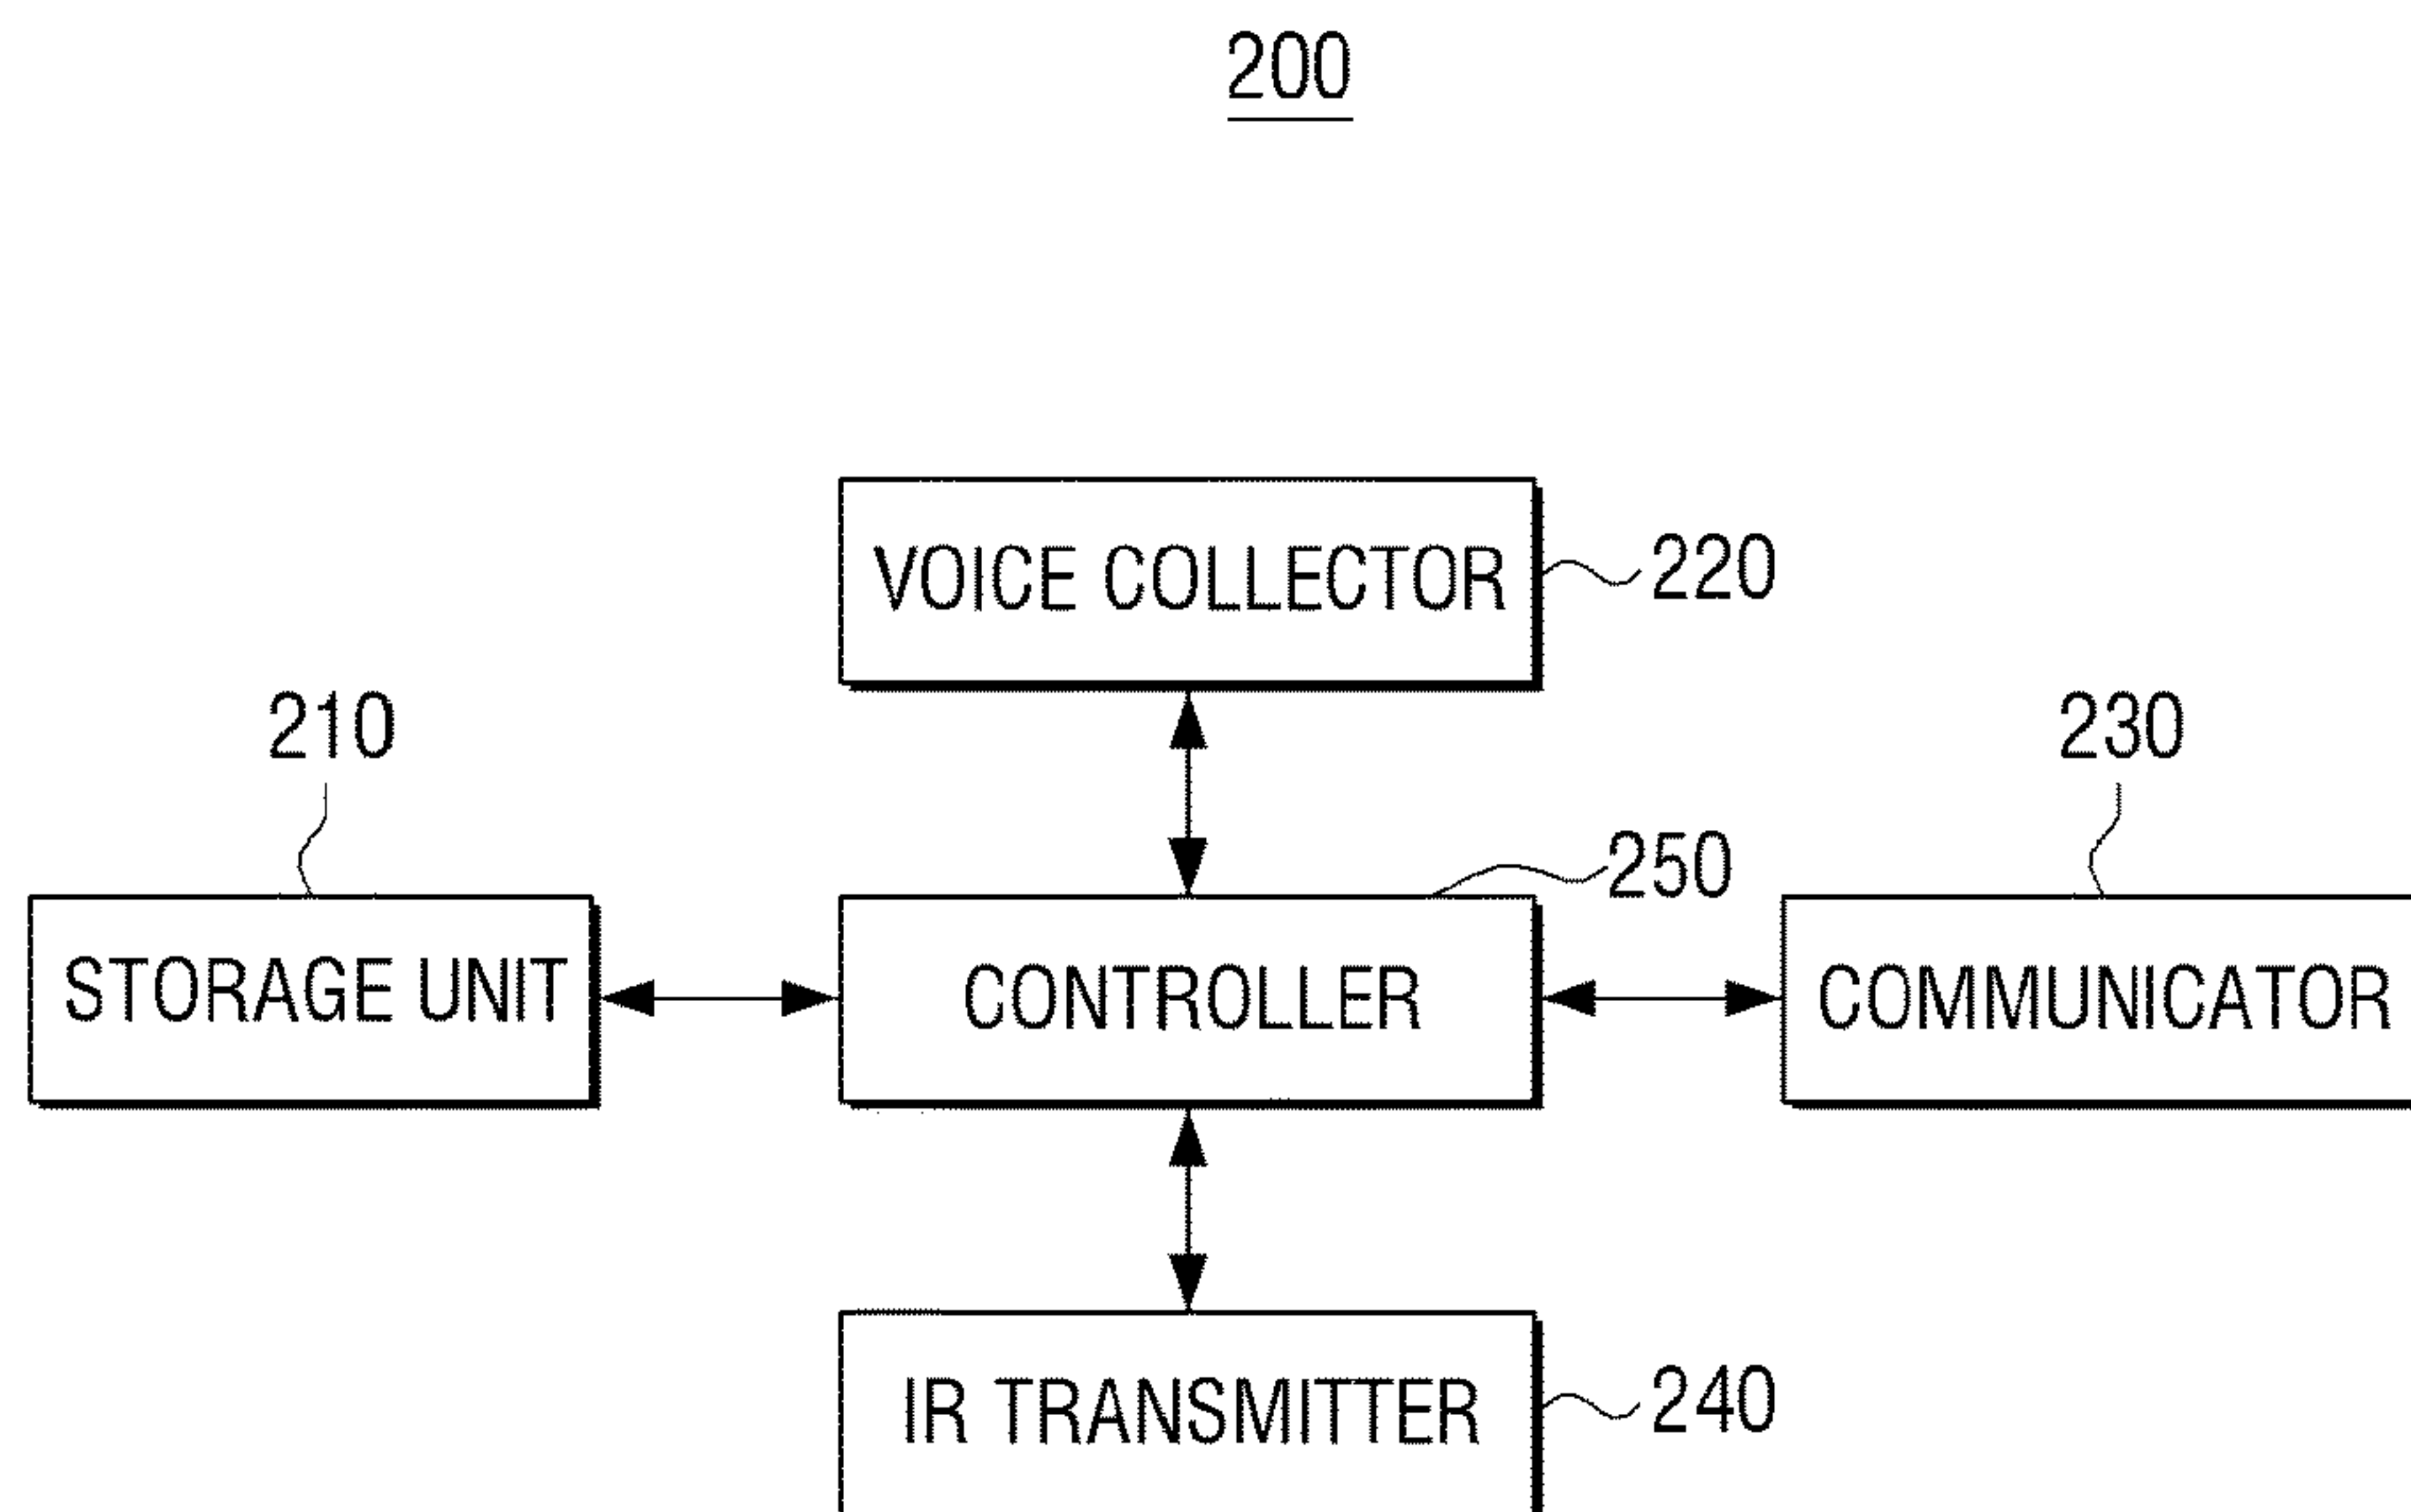 200
VOICE COLLECTOR
220
210
230
250
STORAGE UNIT
CONTROLLER
COMMUNICATOR
IR TRANSMITTER
240